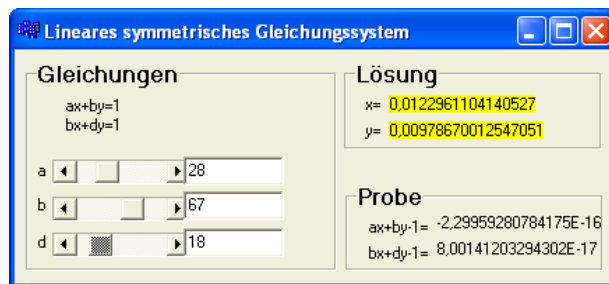 Lineares symmetrisches Gleichungssystem
Gleichungen
ax+by=1
bx+dy=1
a 28
b 67
d 18
Lösung
x= 0,0122961104140527
y= 0,00978670012547051
Probe
ax+by-1= -2,29959280784175E-16
bx+dy-1= 8,00141203294302E-17